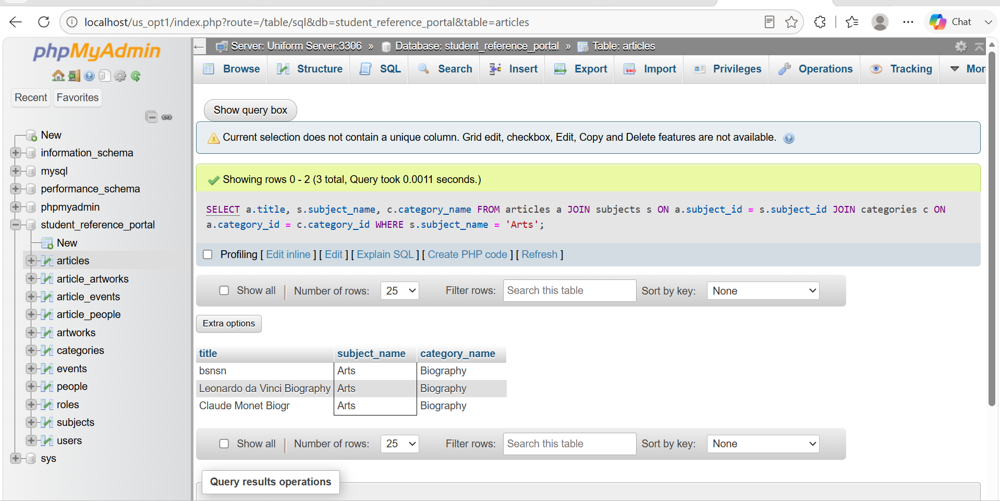 localhost/us_opt1/index.php?route=/table/sql&db=student_reference_portal&table=articles
Chat
phpMyAdmin
Recent Favorites
New
information_schema
mysql
performance_schema
phpmyadmin
student_reference_portal
New
articles
article_artworks
article_events
article_people
artworks
categories
events
people
roles
subjects
users
sys
Server: Uniform Server:3306 » Database: student_reference_portal » Table: articles
Browse Structure SQL Search Insert Export Import Privileges Operations Tracking Mor
Show query box
Current selection does not contain a unique column. Grid edit, checkbox, Edit, Copy and Delete features are not available.
Showing rows 0 - 2 (3 total, Query took 0.0011 seconds.)
SELECT a.title, s.subject_name, c.category_name FROM articles a JOIN subjects s ON a.subject_id = s.subject_id JOIN categories c ON
a.category_id = c.category_id WHERE s.subject_name = 'Arts';
Profiling [ Edit inline ] [ Edit ] [ Explain SQL ] [ Create PHP code ] [ Refresh ]
Show all | Number of rows: 25 Filter rows: Search this table Sort by key: None
Extra options
title subject_name category_name
bsnsn Arts Biography
Leonardo da Vinci Biography Arts Biography
Claude Monet Biogr Arts Biography
Show all | Number of rows: 25 Filter rows: Search this table Sort by key: None
Query results operations